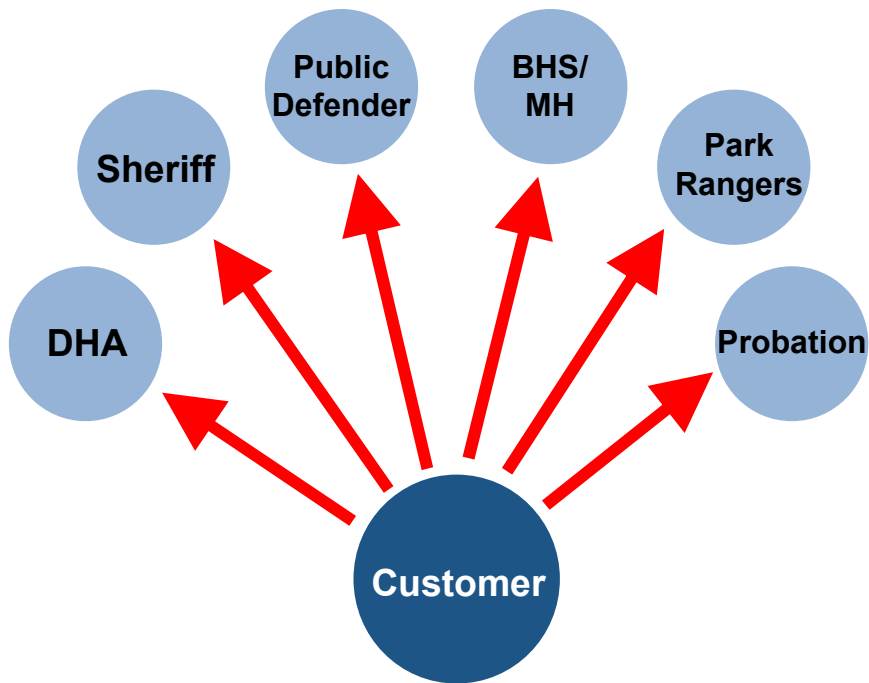 Public
Defender
BHS/
MH
Sheriff
Park
Rangers
DHA
Probation
Customer